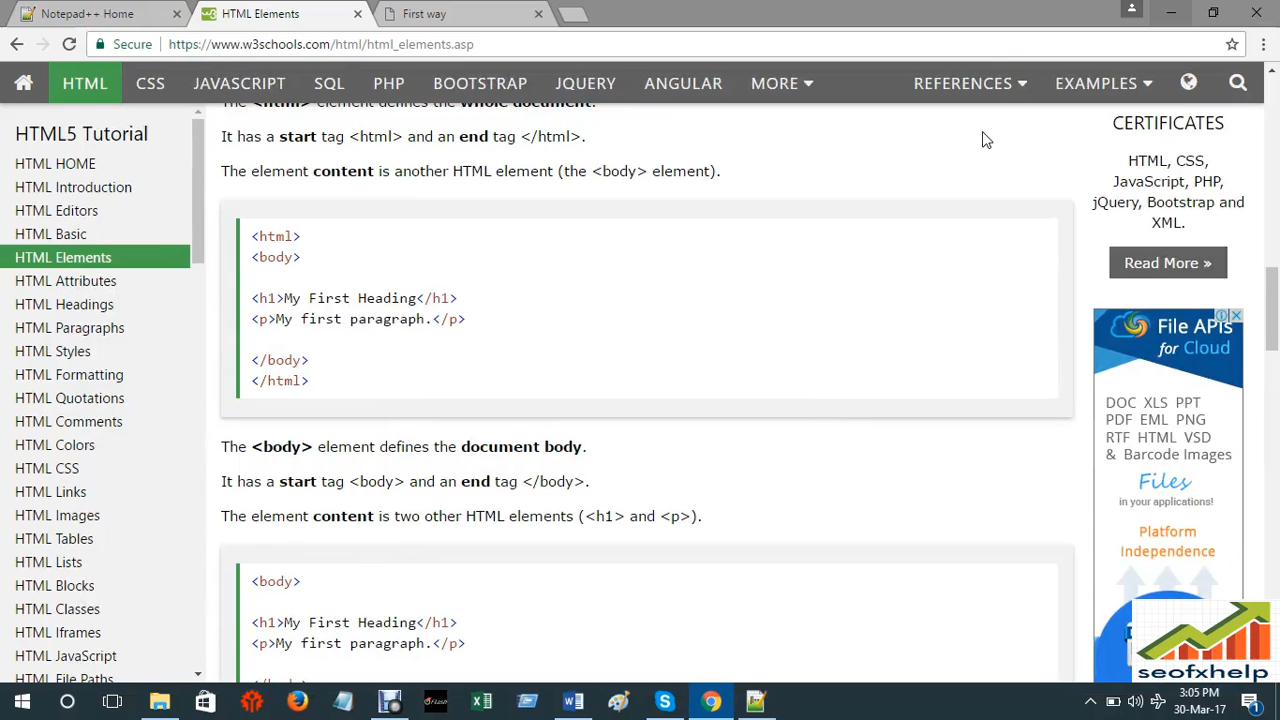 Notepad++ Home
HTML Elements
First way
Secure
https://www.w3schools.com/html/html_elements.asp
HTML CSS JAVASCRIPT SQL PHP BOOTSTRAP JQUERY ANGULAR MORE REFERENCES EXAMPLES
HTML5 Tutorial
HTML HOME
HTML Introduction
HTML Editors
HTML Basic
HTML Elements
HTML Attributes
HTML Headings
HTML Paragraphs
HTML Styles
HTML Formatting
HTML Quotations
HTML Comments
HTML Colors
HTML CSS
HTML Links
HTML Images
HTML Tables
HTML Lists
HTML Blocks
HTML Classes
HTML Iframes
HTML JavaScript
HTML File Paths
The <html> element defines the whole document.
It has a start tag <html> and an end tag </html>.
The element content is another HTML element (the <body> element).
<html>
<body>
<h1>My First Heading</h1>
<p>My first paragraph.</p>
</body>
</html>
The <body> element defines the document body.
It has a start tag <body> and an end tag </body>.
The element content is two other HTML elements (<h1> and <p>).
<body>
<h1>My First Heading</h1>
<p>My first paragraph.</p>
CERTIFICATES
HTML, CSS,
JavaScript, PHP,
jQuery, Bootstrap and
XML.
Read More »
File APIs
for Cloud
DOC XLS PPT
PDF EML PNG
RTF HTML VSD
& Barcode Images
Files
in your applications!
Platform
Independence
seofxhelp
3:05 PM
30-Mar-17